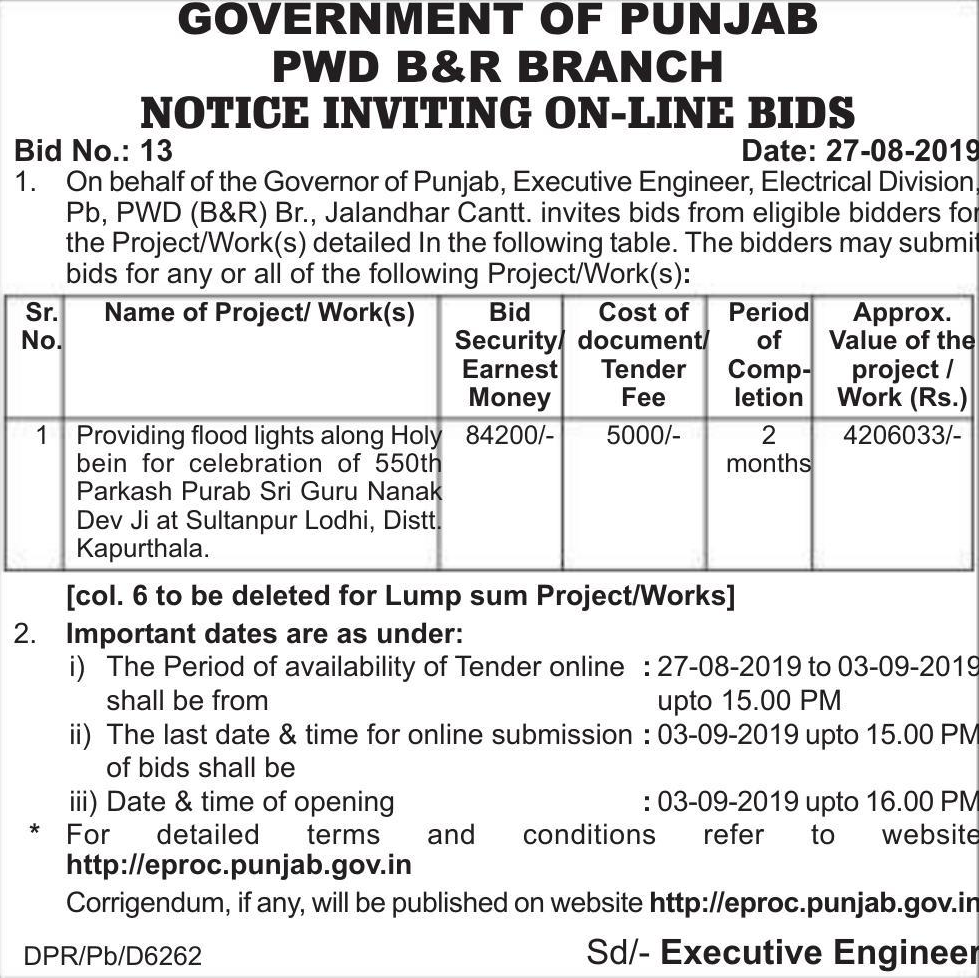 GOVERNMENT OF PUNJAB
PWD B&R BRANCH
NOTICE INVITING ON-LINE BIDS
Bid No.: 13 Date: 27-08-2019
1. On behalf of the Governor of Punjab, Executive Engineer, Electrical Division,
Pb, PWD (B&R) Br., Jalandhar Cantt. invites bids from eligible bidders for
the Project/Work(s) detailed In the following table. The bidders may submit
bids for any or all of the following Project/Work(s):
Sr. Name of Project/ Work(s) Bid Cost of Period Approx.
No. Security/ document/ of Value of the
Earnest Tender Comp- project /
Money Fee letion Work (Rs.)
1 Providing flood lights along Holy 84200/- 5000/- 2 4206033/-
bein for celebration of 550th months
Parkash Purab Sri Guru Nanak
Dev Ji at Sultanpur Lodhi, Distt.
Kapurthala.
[col. 6 to be deleted for Lump sum Project/Works]
2. Important dates are as under:
i) The Period of availability of Tender online : 27-08-2019 to 03-09-2019
shall be from upto 15.00 PM
ii) The last date & time for online submission : 03-09-2019 upto 15.00 PM
of bids shall be
iii) Date & time of opening : 03-09-2019 upto 16.00 PM
* For detailed terms and conditions refer to website
http://eproc.punjab.gov.in
Corrigendum, if any, will be published on website http://eproc.punjab.gov.in
DPR/Pb/D6262 Sd/- Executive Engineer